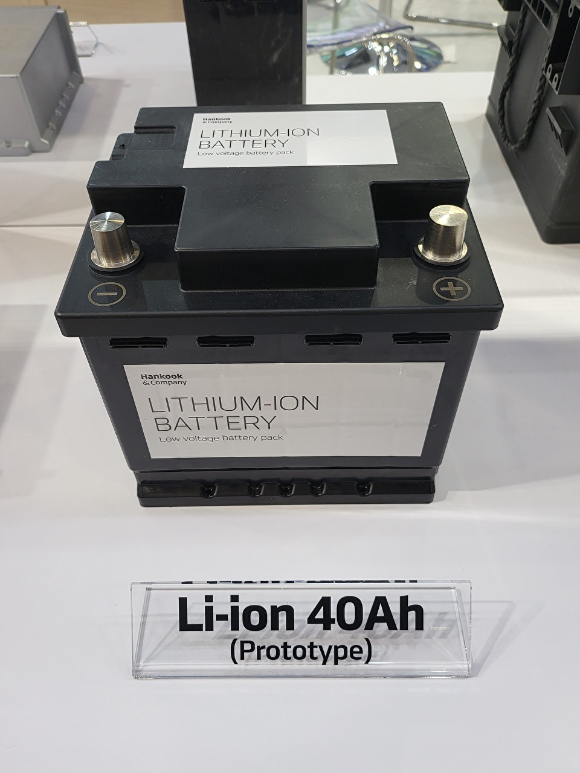 Hankook
& Company
LITHIUM-ION
BATTERY
Low voltage battery pack
−
+
Hankook
& Company
LITHIUM-ION
BATTERY
Low voltage battery pack
Li-ion 40Ah
(Prototype)